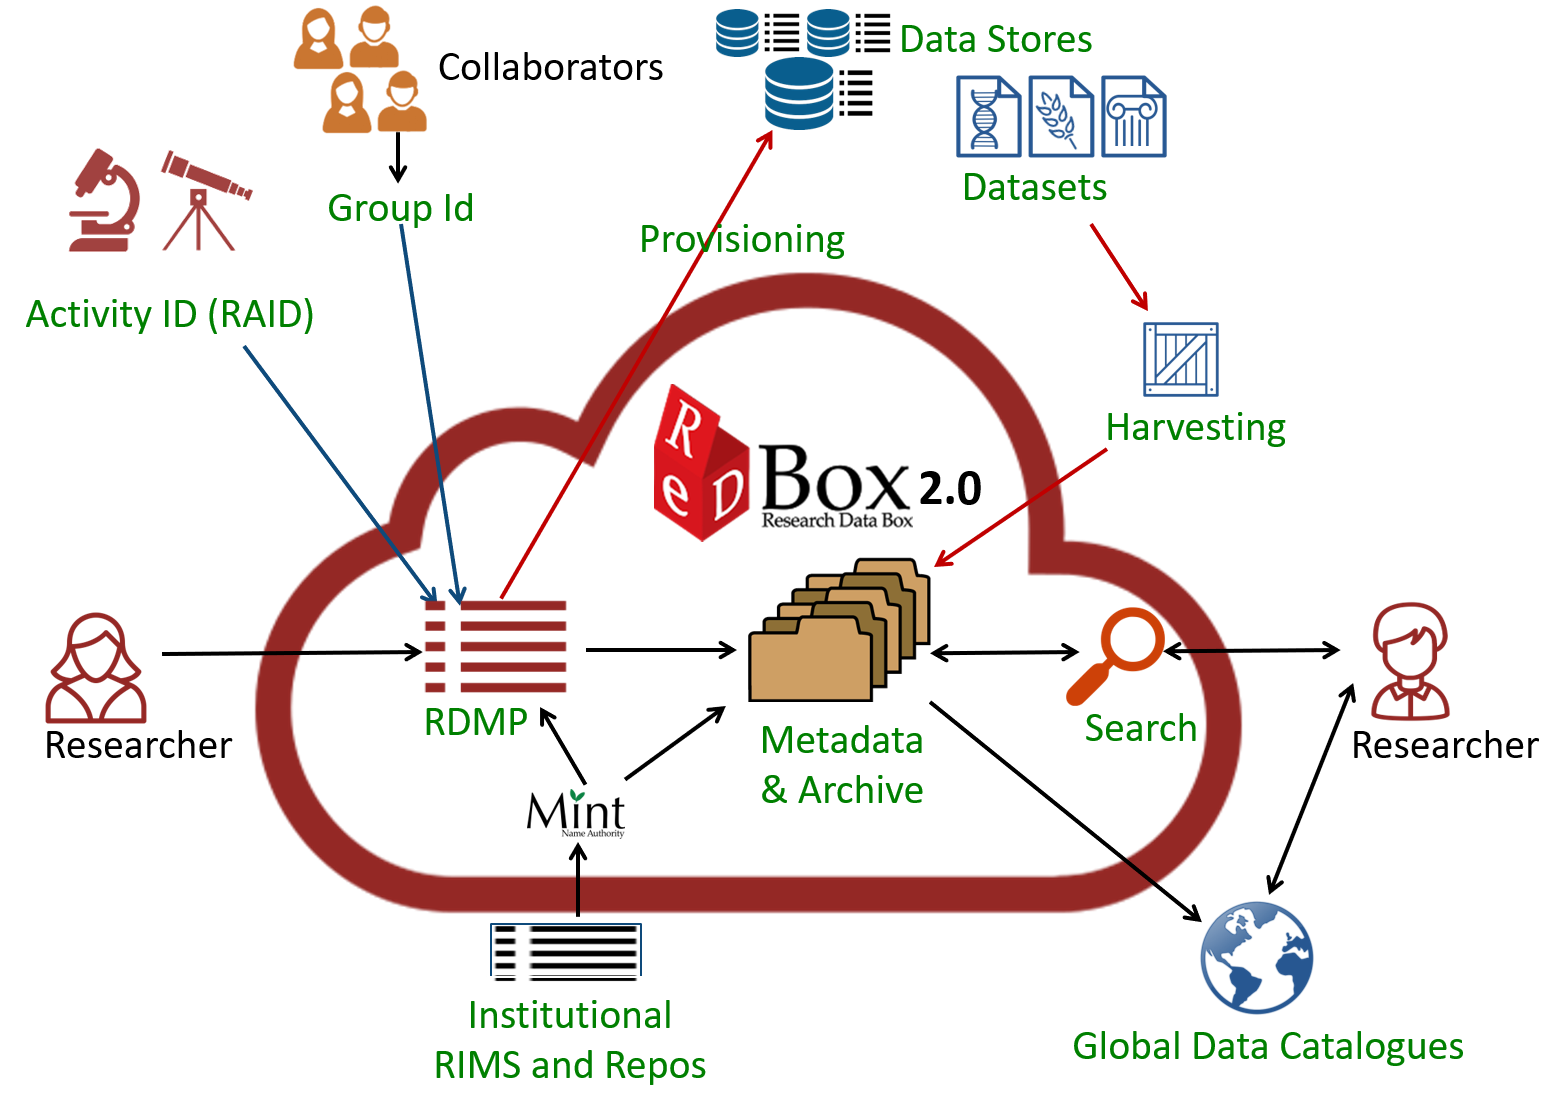 Data Stores
Collaborators
Datasets
Group Id
Provisioning
Activity ID (RAID)
Harvesting
ReD
Box 2.0
Research Data Box
RDMP
Search
Metadata
& Archive
Researcher
Researcher
Mint
Name Authority
Institutional
RIMS and Repos
Global Data Catalogues